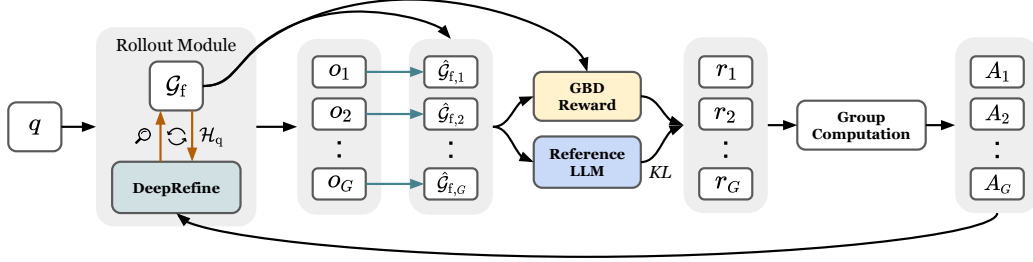 q
Rollout Module
𝒢f
ℋq
DeepRefine
o1
o2
⋮
oG
𝒢̂f,1
𝒢̂f,2
⋮
𝒢̂f,G
GBD
Reward
Reference
LLM
KL
r1
r2
⋮
rG
Group
Computation
A1
A2
⋮
AG